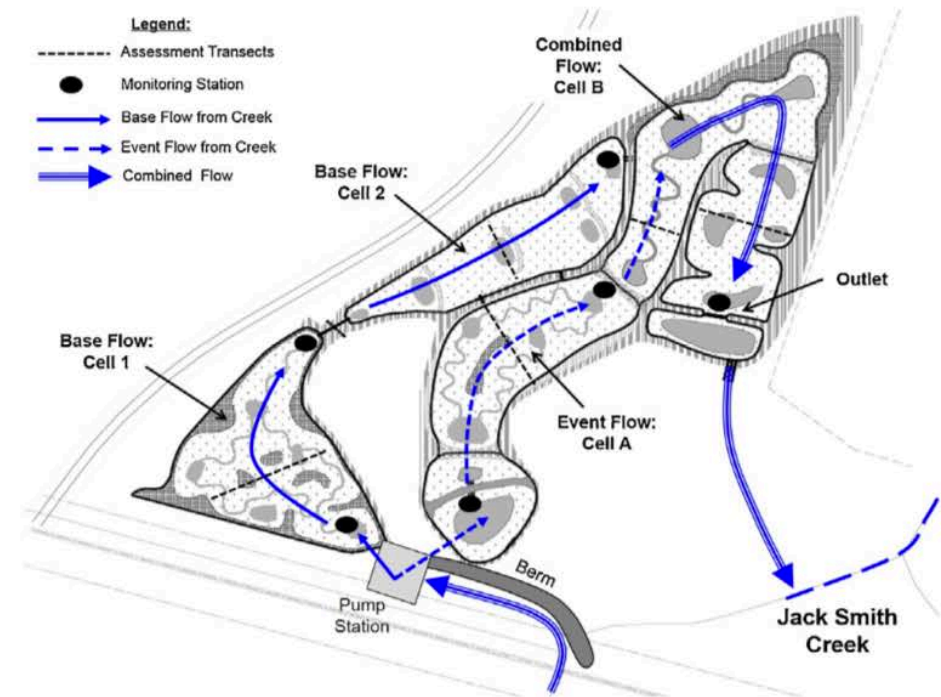 Legend:
Assessment Transects
Monitoring Station
Base Flow from Creek
Event Flow from Creek
Combined Flow
Combined
Flow:
Cell B
Base Flow:
Cell 2
Outlet
Base Flow:
Cell 1
Event Flow:
Cell A
Berm
Pump
Station
Jack Smith
Creek